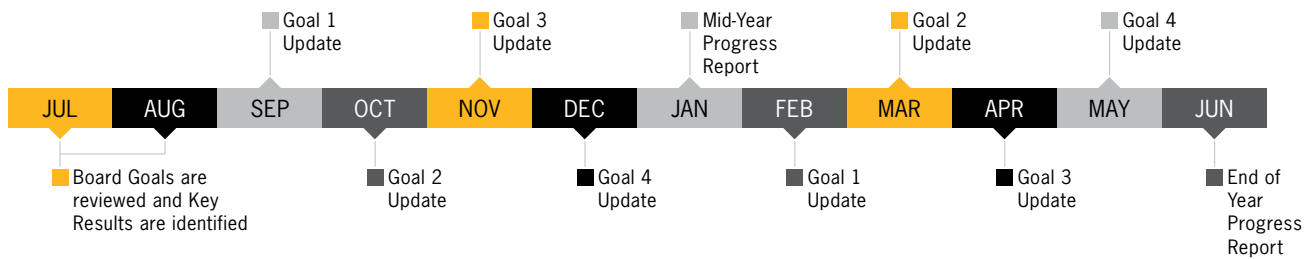 Goal 1
Update
Goal 3
Update
Mid-Year
Progress
Report
Goal 2
Update
Goal 4
Update
JUL AUG SEP OCT NOV DEC JAN FEB MAR APR MAY JUN
Board Goals are
reviewed and Key
Results are identified
Goal 2
Update
Goal 4
Update
Goal 1
Update
Goal 3
Update
End of
Year
Progress
Report